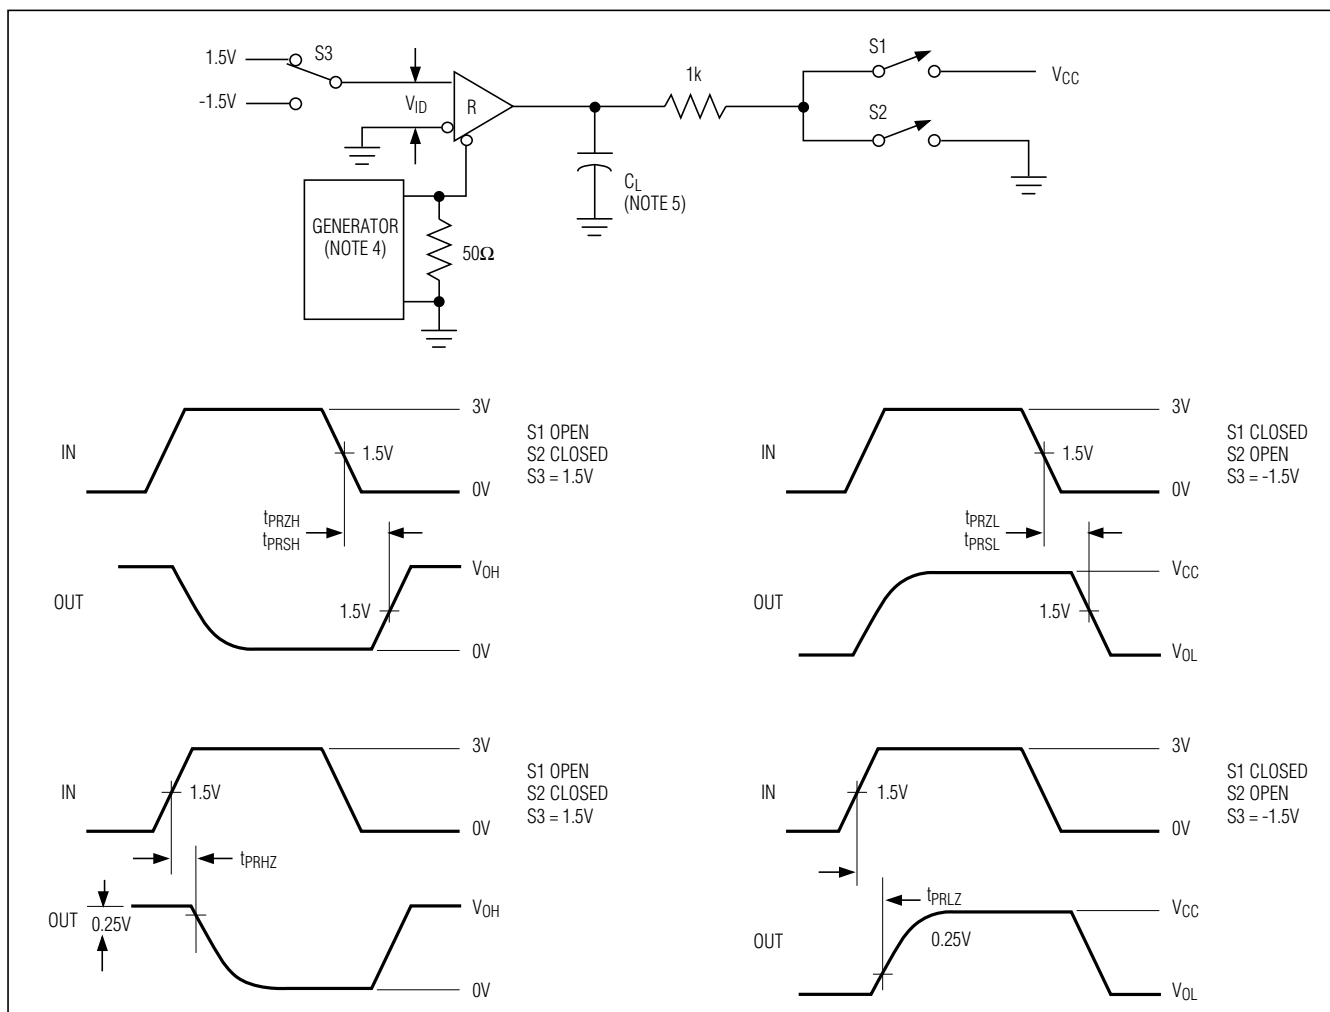 1.5V
S3
-1.5V
VID
R
1k
S1
VCC
S2
CL
(NOTE 5)
GENERATOR
(NOTE 4)
50Ω
IN
3V
1.5V
0V
S1 OPEN
S2 CLOSED
S3 = 1.5V
tPRZH
tPRSH
OUT
VOH
1.5V
0V
IN
3V
1.5V
0V
S1 CLOSED
S2 OPEN
S3 = -1.5V
tPRZL
tPRSL
OUT
VCC
1.5V
VOL
IN
3V
1.5V
0V
S1 OPEN
S2 CLOSED
S3 = 1.5V
tPRHZ
OUT
0.25V
VOH
0V
IN
3V
1.5V
0V
S1 CLOSED
S2 OPEN
S3 = -1.5V
tPRLZ
OUT
VCC
0.25V
VOL